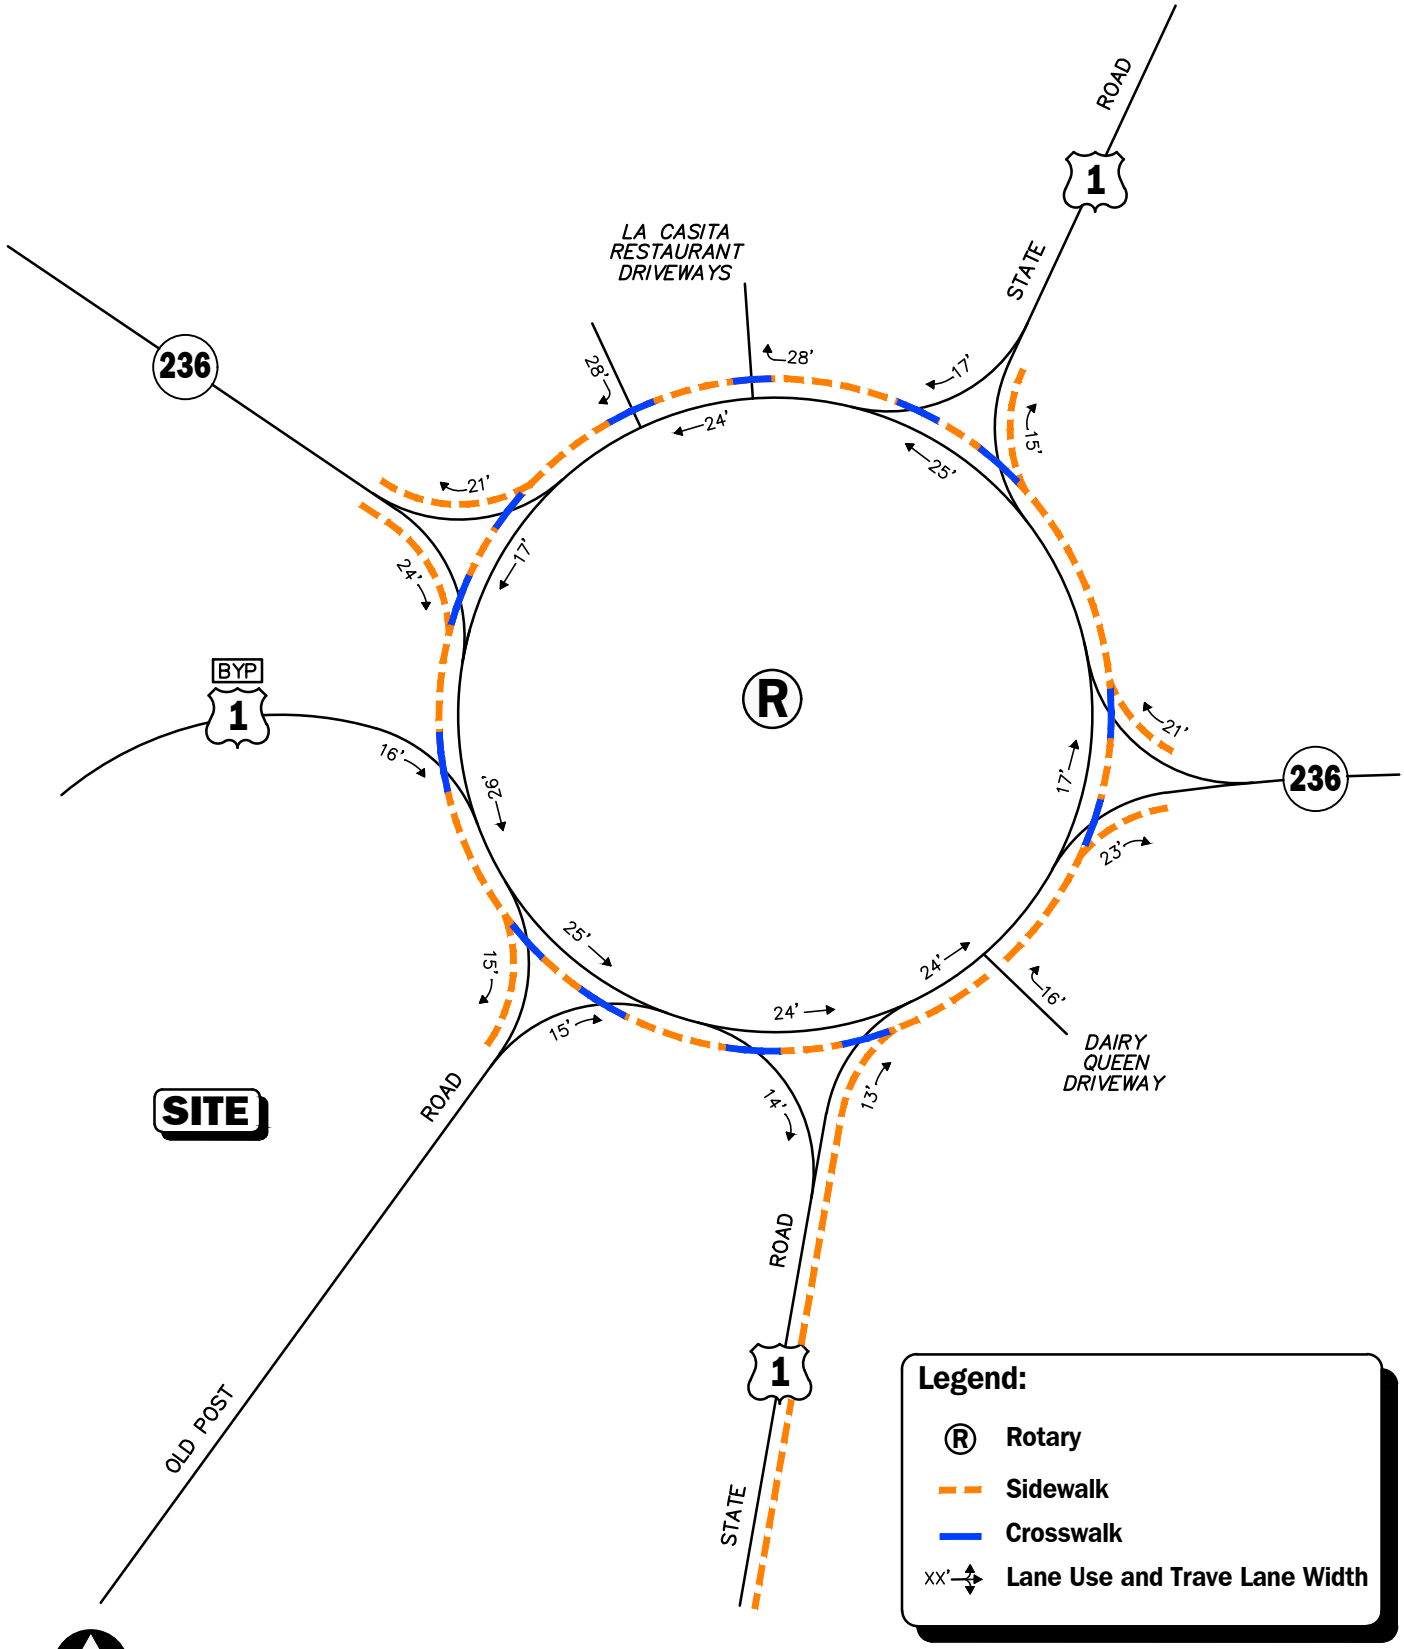 ROAD
1
STATE
LA CASITA
RESTAURANT
DRIVEWAYS
28'
28'
17'
236
24'
25'
15'
21'
17'
24'
BYP
1
R
16'
26'
21'
17'
236
23'
25'
15'
24'
24'
16'
15'
14'
13'
DAIRY
QUEEN
DRIVEWAY
SITE
ROAD
OLD POST
ROAD
1
STATE
Legend:
R Rotary
Sidewalk
Crosswalk
XX' Lane Use and Trave Lane Width